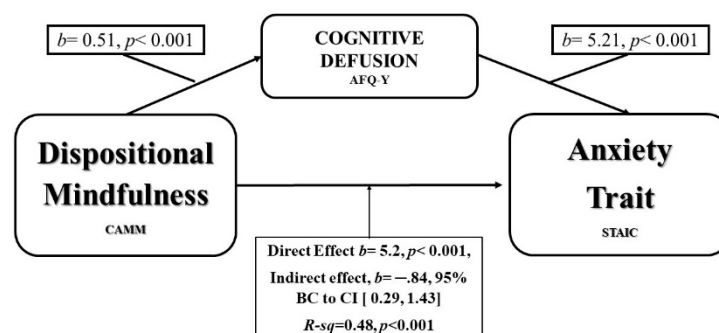 b= 0.51, p< 0.001
COGNITIVE
DEFUSION
AFQ-Y
b= 5.21, p< 0.001
Dispositional
Mindfulness
CAMM
Anxiety
Trait
STAIC
Direct Effect b= 5.2, p< 0.001,
Indirect effect, b= –.84, 95%
BC to CI [ 0.29, 1.43]
R-sq=0.48, p<0.001